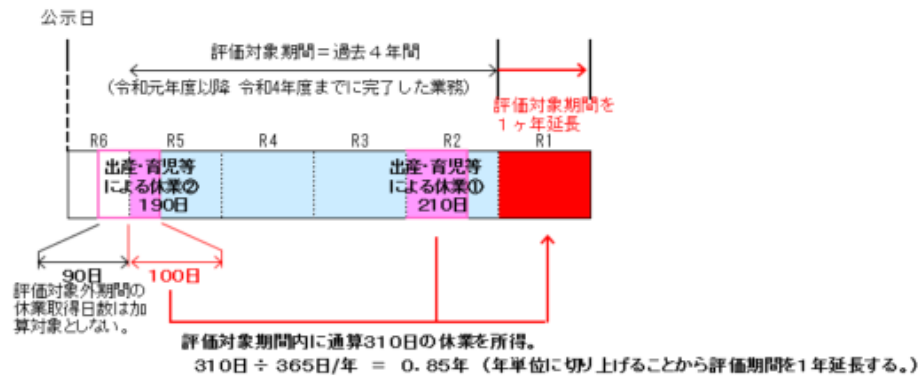 公示日
評価対象期間＝過去４年間
(令和元年度以降 令和4年度までに完了した業務)
評価対象期間を
１ヶ年延長
R6 R5 R4 R3 R2 R1
出産・育児等
による休業②
190日
出産・育児等
による休業①
210日
90日
100日
評価対象外期間の
休業取得日数は加
算対象としない。
評価対象期間内に通算310日の休業を所得。
310日 ÷ 365日/年 ＝ 0.85年 （年単位に切り上げることから評価期間を1年延長する。）